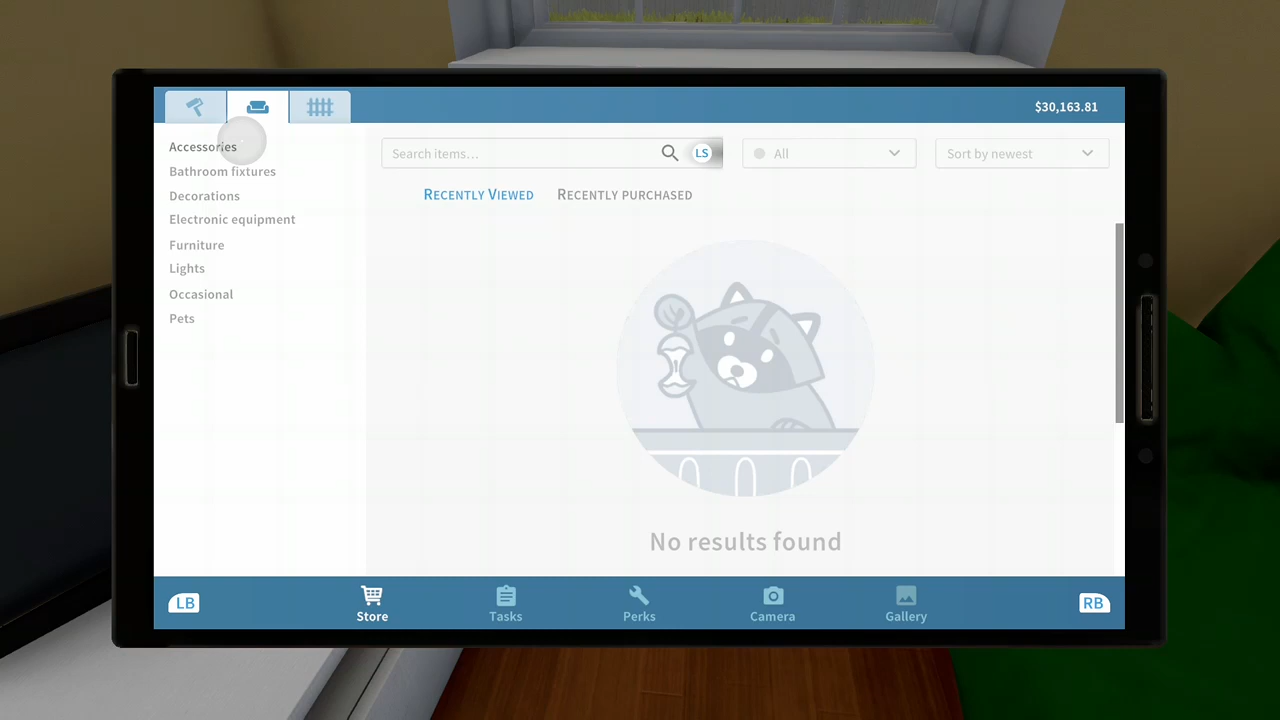 $30,163.81
Accessories
Bathroom fixtures
Decorations
Electronic equipment
Furniture
Lights
Occasional
Pets
Search items...
LS
All
Sort by newest
RECENTLY VIEWED
RECENTLY PURCHASED
No results found
LB
Store
Tasks
Perks
Camera
Gallery
RB